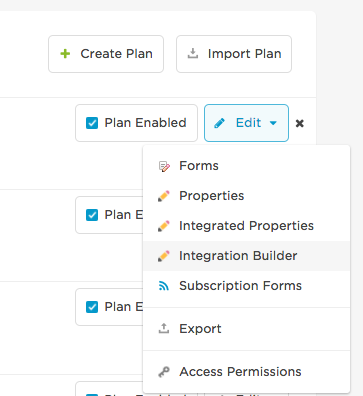 Create Plan Import Plan
Plan Enabled Edit
Forms
Properties
Plan E
Integrated Properties
Integration Builder
Subscription Forms
Plan E
Export
Access Permissions